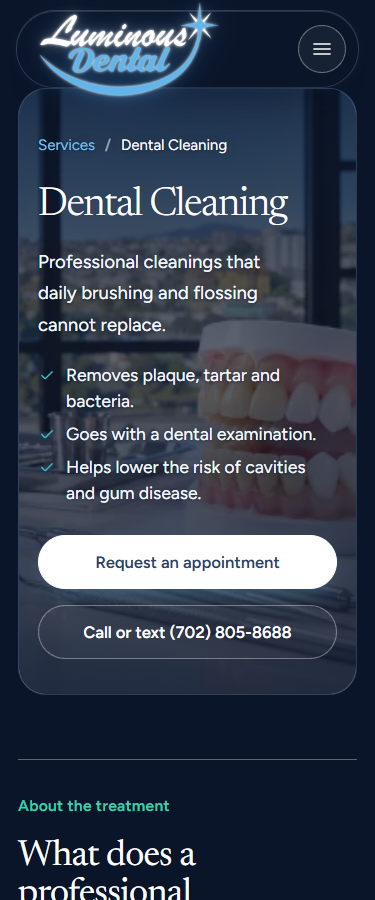 Luminous
Dental
Services / Dental Cleaning
Dental Cleaning
Professional cleanings that
daily brushing and flossing
cannot replace.
Removes plaque, tartar and
bacteria.
Goes with a dental examination.
Helps lower the risk of cavities
and gum disease.
Request an appointment
Call or text (702) 805-8688
About the treatment
What does a
professional